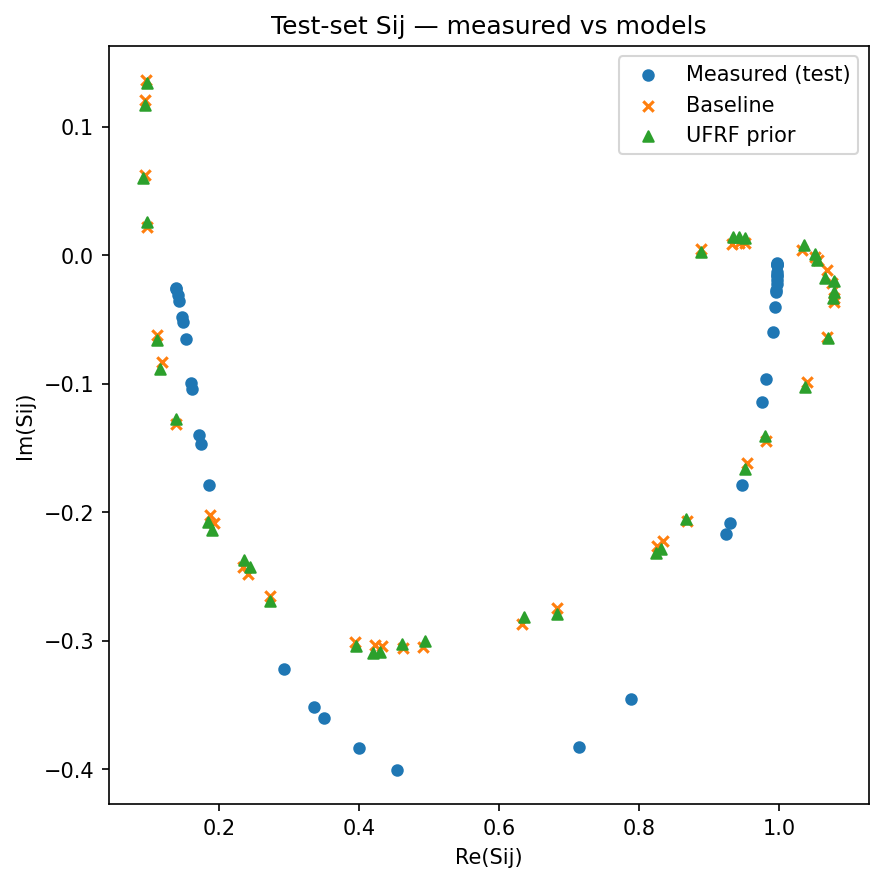 Test-set Sij — measured vs models
Measured (test)
Baseline
UFRF prior
Im(Sij)
0.1
0.0
−0.1
−0.2
−0.3
−0.4
0.2
0.4
0.6
0.8
1.0
Re(Sij)